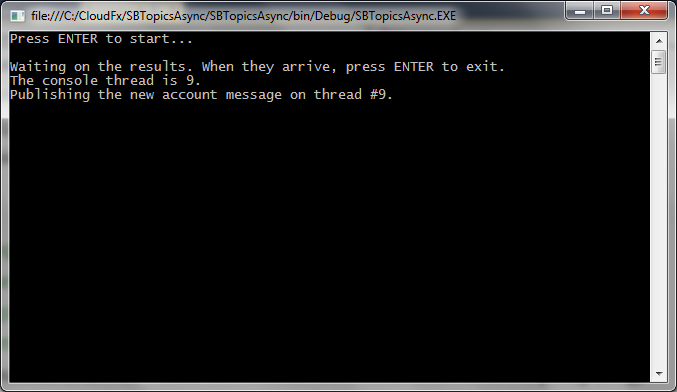 file:///C:/CloudFx/SBTopicsAsync/SBTopicsAsync/bin/Debug/SBTopicsAsync.EXE
Press ENTER to start...
Waiting on the results. When they arrive, press ENTER to exit.
The console thread is 9.
Publishing the new account message on thread #9.